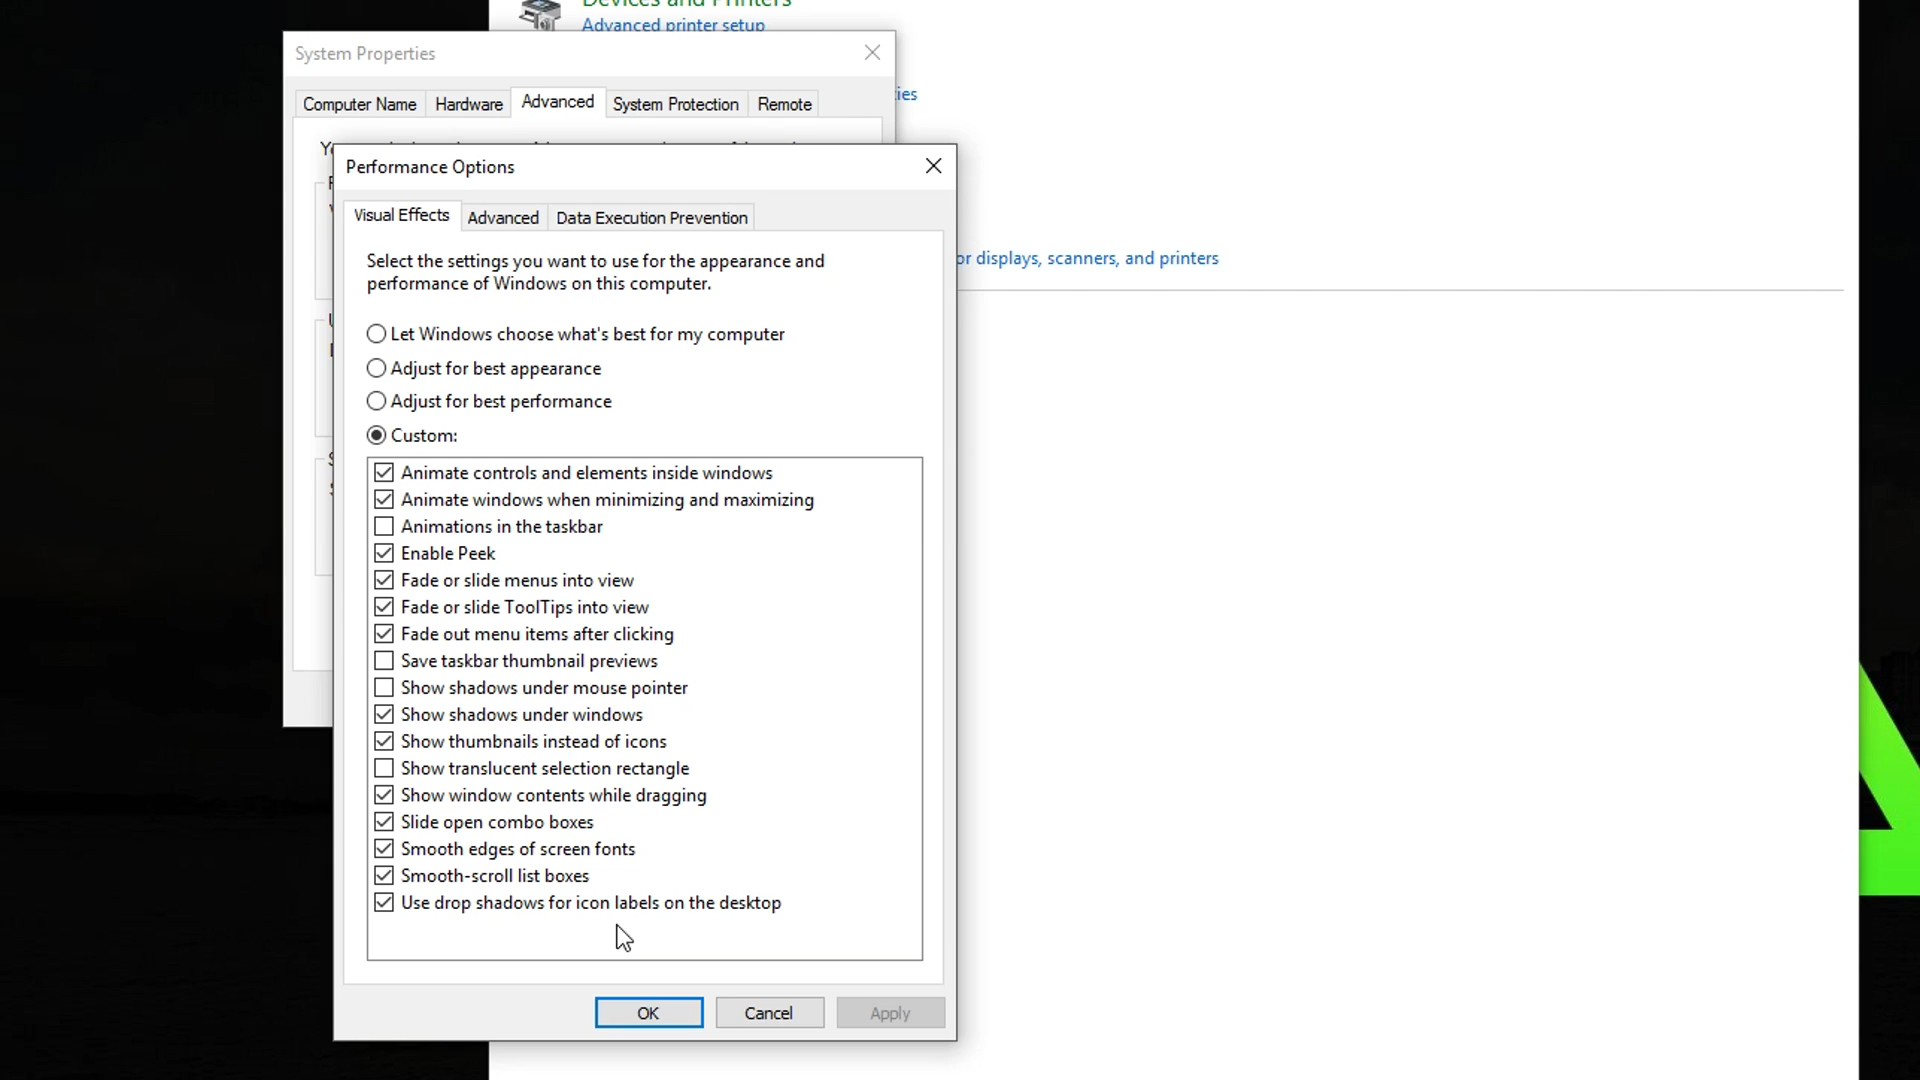 Devices and Printers
Advanced printer setup
System Properties
Computer Name Hardware Advanced System Protection Remote
Performance Options
Visual Effects Advanced Data Execution Prevention
Select the settings you want to use for the appearance and
performance of Windows on this computer.
or displays, scanners, and printers
Let Windows choose what's best for my computer
Adjust for best appearance
Adjust for best performance
Custom:
Animate controls and elements inside windows
Animate windows when minimizing and maximizing
Animations in the taskbar
Enable Peek
Fade or slide menus into view
Fade or slide ToolTips into view
Fade out menu items after clicking
Save taskbar thumbnail previews
Show shadows under mouse pointer
Show shadows under windows
Show thumbnails instead of icons
Show translucent selection rectangle
Show window contents while dragging
Slide open combo boxes
Smooth edges of screen fonts
Smooth-scroll list boxes
Use drop shadows for icon labels on the desktop
OK Cancel Apply